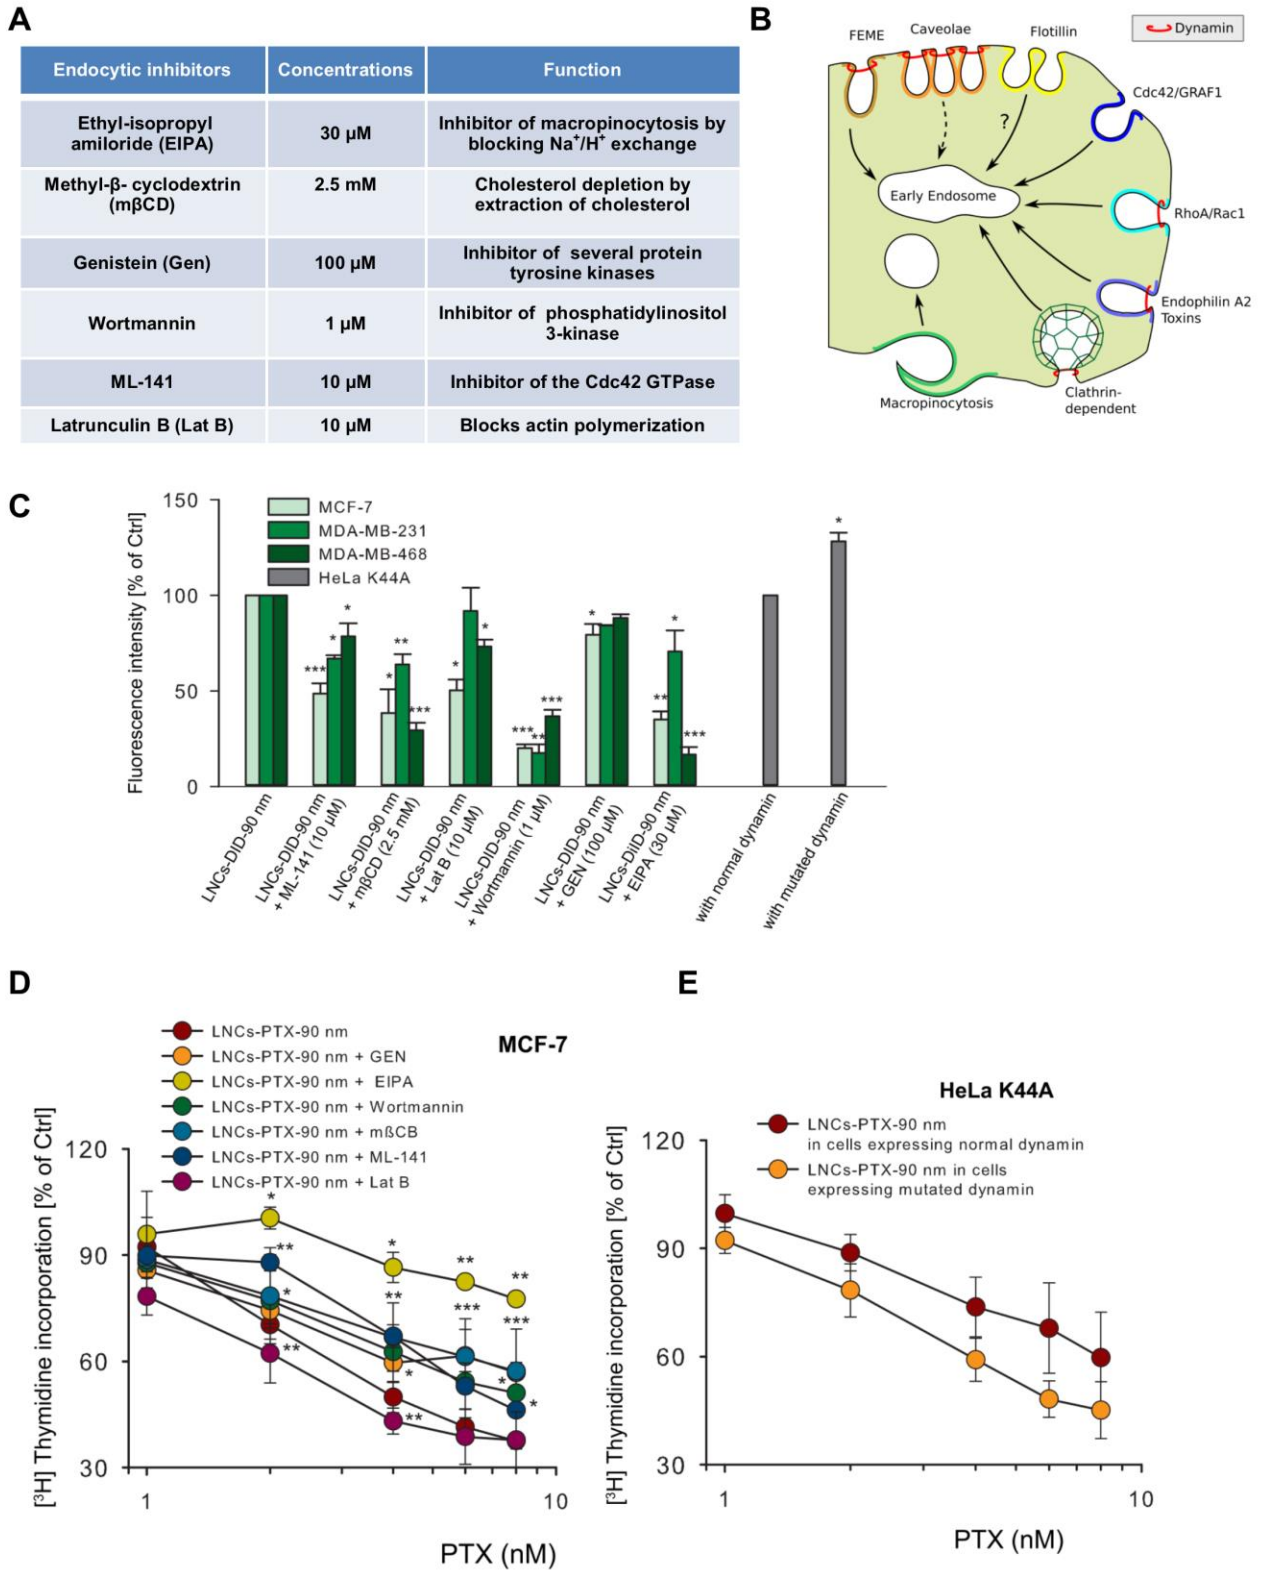 A
Endocytic inhibitors Concentrations Function
Ethyl-isopropyl
amiloride (EIPA)
30 µM
Inhibitor of macropinocytosis by
blocking Na⁺/H⁺ exchange
Methyl-β- cyclodextrin
(mβCD)
2.5 mM
Cholesterol depletion by
extraction of cholesterol
Genistein (Gen)
100 µM
Inhibitor of several protein
tyrosine kinases
Wortmannin
1 µM
Inhibitor of phosphatidylinositol
3-kinase
ML-141
10 µM
Inhibitor of the Cdc42 GTPase
Latrunculin B (Lat B)
10 µM
Blocks actin polymerization
B
FEME
Caveolae
Flotillin
Dynamin
Cdc42/GRAF1
?
Early Endosome
RhoA/Rac1
Endophilin A2
Toxins
Clathrin-
dependent
Macropinocytosis
C
Fluorescence intensity [% of Ctrl]
150
100
50
0
MCF-7
MDA-MB-231
MDA-MB-468
HeLa K44A
***
*
*
*
**
***
*
*
***
**
***
*
**
*
***
*
LNCs-DID-90 nm
LNCs-DID-90 nm
+ ML-141 (10 µM)
LNCs-DID-90 nm
+ mβCD (2.5 mM)
LNCs-DID-90 nm
+ Lat B (10 µM)
LNCs-DID-90 nm
+ Wortmannin (1 µM)
LNCs-DID-90 nm
+ GEN (100 µM)
LNCs-DiID-90 nm
+ EIPA (30 µM)
with normal dynamin
with mutated dynamin
D
LNCs-PTX-90 nm
LNCs-PTX-90 nm + GEN
LNCs-PTX-90 nm + EIPA
LNCs-PTX-90 nm + Wortmannin
LNCs-PTX-90 nm + mßCB
LNCs-PTX-90 nm + ML-141
LNCs-PTX-90 nm + Lat B
MCF-7
[³H] Thymidine incorporation [% of Ctrl]
120
90
60
30
*
**
*
**
*
**
*
**
**
***
*
**
***
*
1
10
PTX (nM)
E
HeLa K44A
LNCs-PTX-90 nm
in cells expressing normal dynamin
LNCs-PTX-90 nm in cells
expressing mutated dynamin
[³H] Thymidine incorporation [% of Ctrl]
120
90
60
30
1
10
PTX (nM)